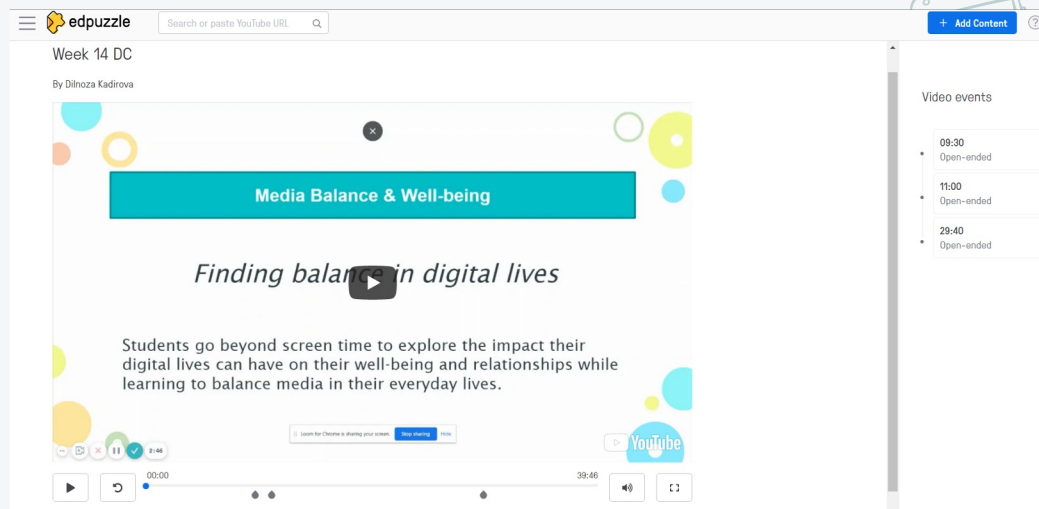 edpuzzle
Search or paste YouTube URL
+ Add Content
?
Week 14 DC
By Dilnoza Kadirova
Media Balance & Well-being
Finding balance in digital lives
Students go beyond screen time to explore the impact their
digital lives can have on their well-being and relationships while
learning to balance media in their everyday lives.
Loom for Chrome is sharing your screen. Stop sharing Hide
2:46
YouTube
00:00
39:46
Video events
09:30
Open-ended
11:00
Open-ended
29:40
Open-ended